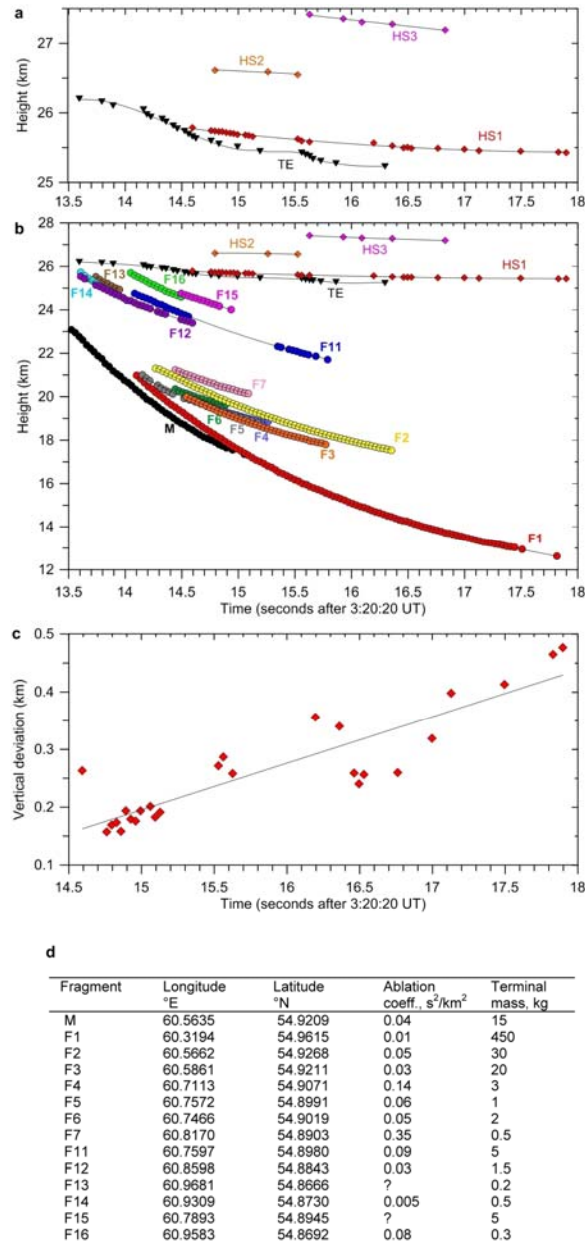 a
27
26
25
Height (km)
HS3
HS2
HS1
TE
13.5 14 14.5 15 15.5 16 16.5 17 17.5 18
b
28
26
24
22
20
18
16
14
12
Height (km)
HS3
HS2
HS1
TE
F13
F16
F14
F15
F12
F11
F7
F2
F6
F5
F4
F3
M
F1
13.5 14 14.5 15 15.5 16 16.5 17 17.5 18
Time (seconds after 3:20:20 UT)
c
0.5
0.4
0.3
0.2
0.1
Vertical deviation (km)
14.5 15 15.5 16 16.5 17 17.5 18
Time (seconds after 3:20:20 UT)
d
Fragment Longitude Latitude Ablation Terminal
°E °N coeff., s²/km² mass, kg
M 60.5635 54.9209 0.04 15
F1 60.3194 54.9615 0.01 450
F2 60.5662 54.9268 0.05 30
F3 60.5861 54.9211 0.03 20
F4 60.7113 54.9071 0.14 3
F5 60.7572 54.8991 0.06 1
F6 60.7466 54.9019 0.05 2
F7 60.8170 54.8903 0.35 0.5
F11 60.7597 54.8980 0.09 5
F12 60.8598 54.8843 0.03 1.5
F13 60.9681 54.8666 ? 0.2
F14 60.9309 54.8730 0.005 0.5
F15 60.7893 54.8945 ? 5
F16 60.9583 54.8692 0.08 0.3